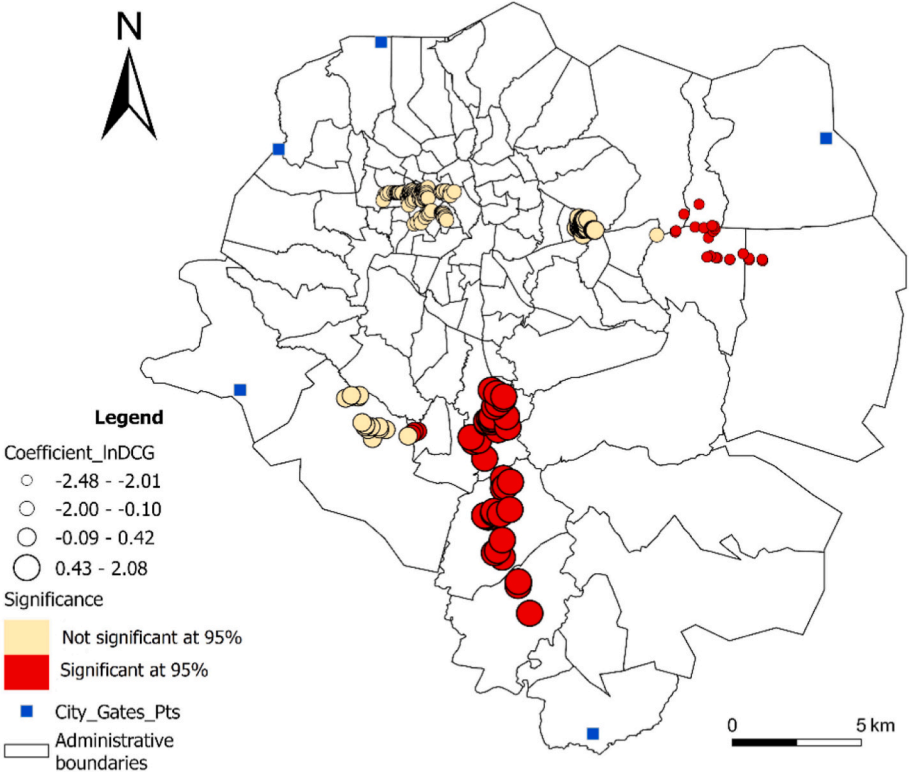 N
Legend
Coefficient_lnDCG
-2.48 - -2.01
-2.00 - -0.10
-0.09 - 0.42
0.43 - 2.08
Significance
Not significant at 95%
Significant at 95%
City_Gates_Pts
Administrative
boundaries
0 5 km